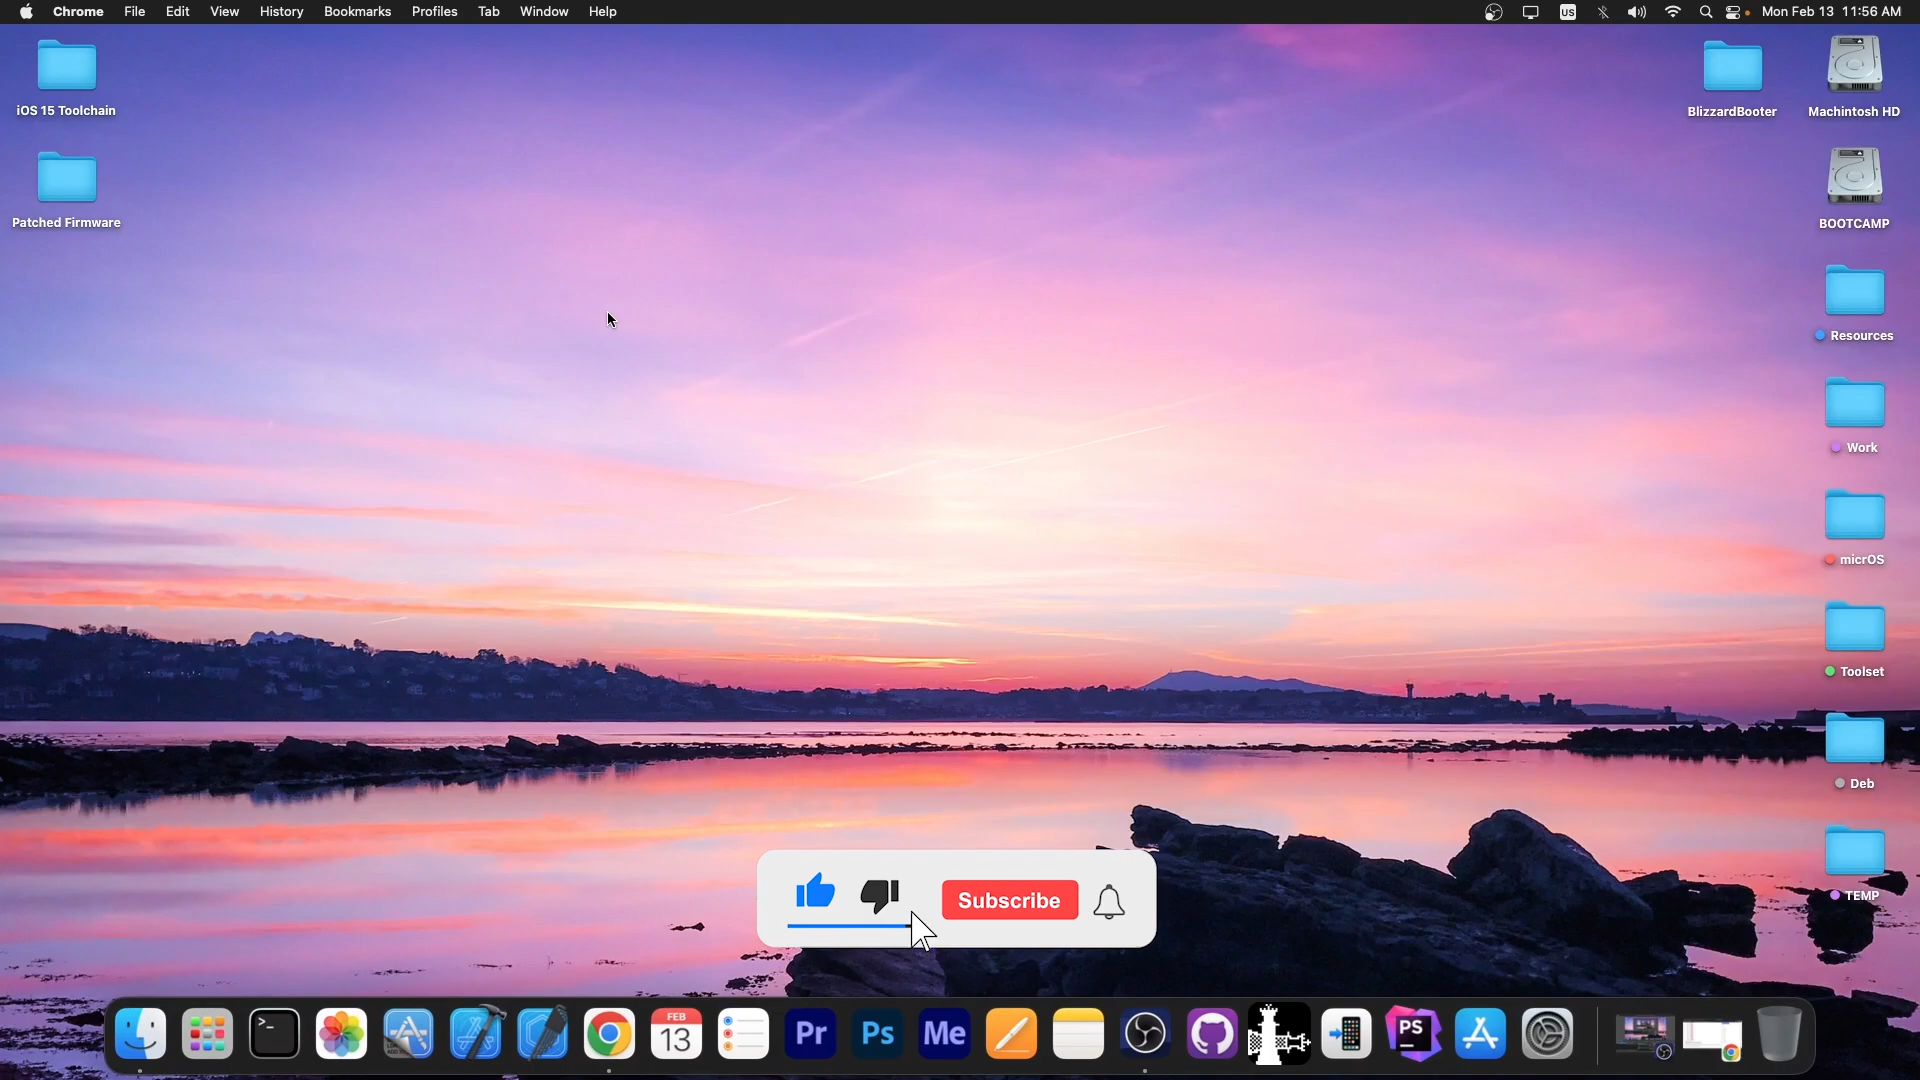 Chrome File Edit View History Bookmarks Profiles Tab Window Help
US
Mon Feb 13 11:56 AM
iOS 15 Toolchain
Patched Firmware
BlizzardBooter
Machintosh HD
BOOTCAMP
Resources
Work
micrOS
Toolset
Deb
TEMP
Subscribe
>_
FEB
13
Pr
Ps
Me
PS